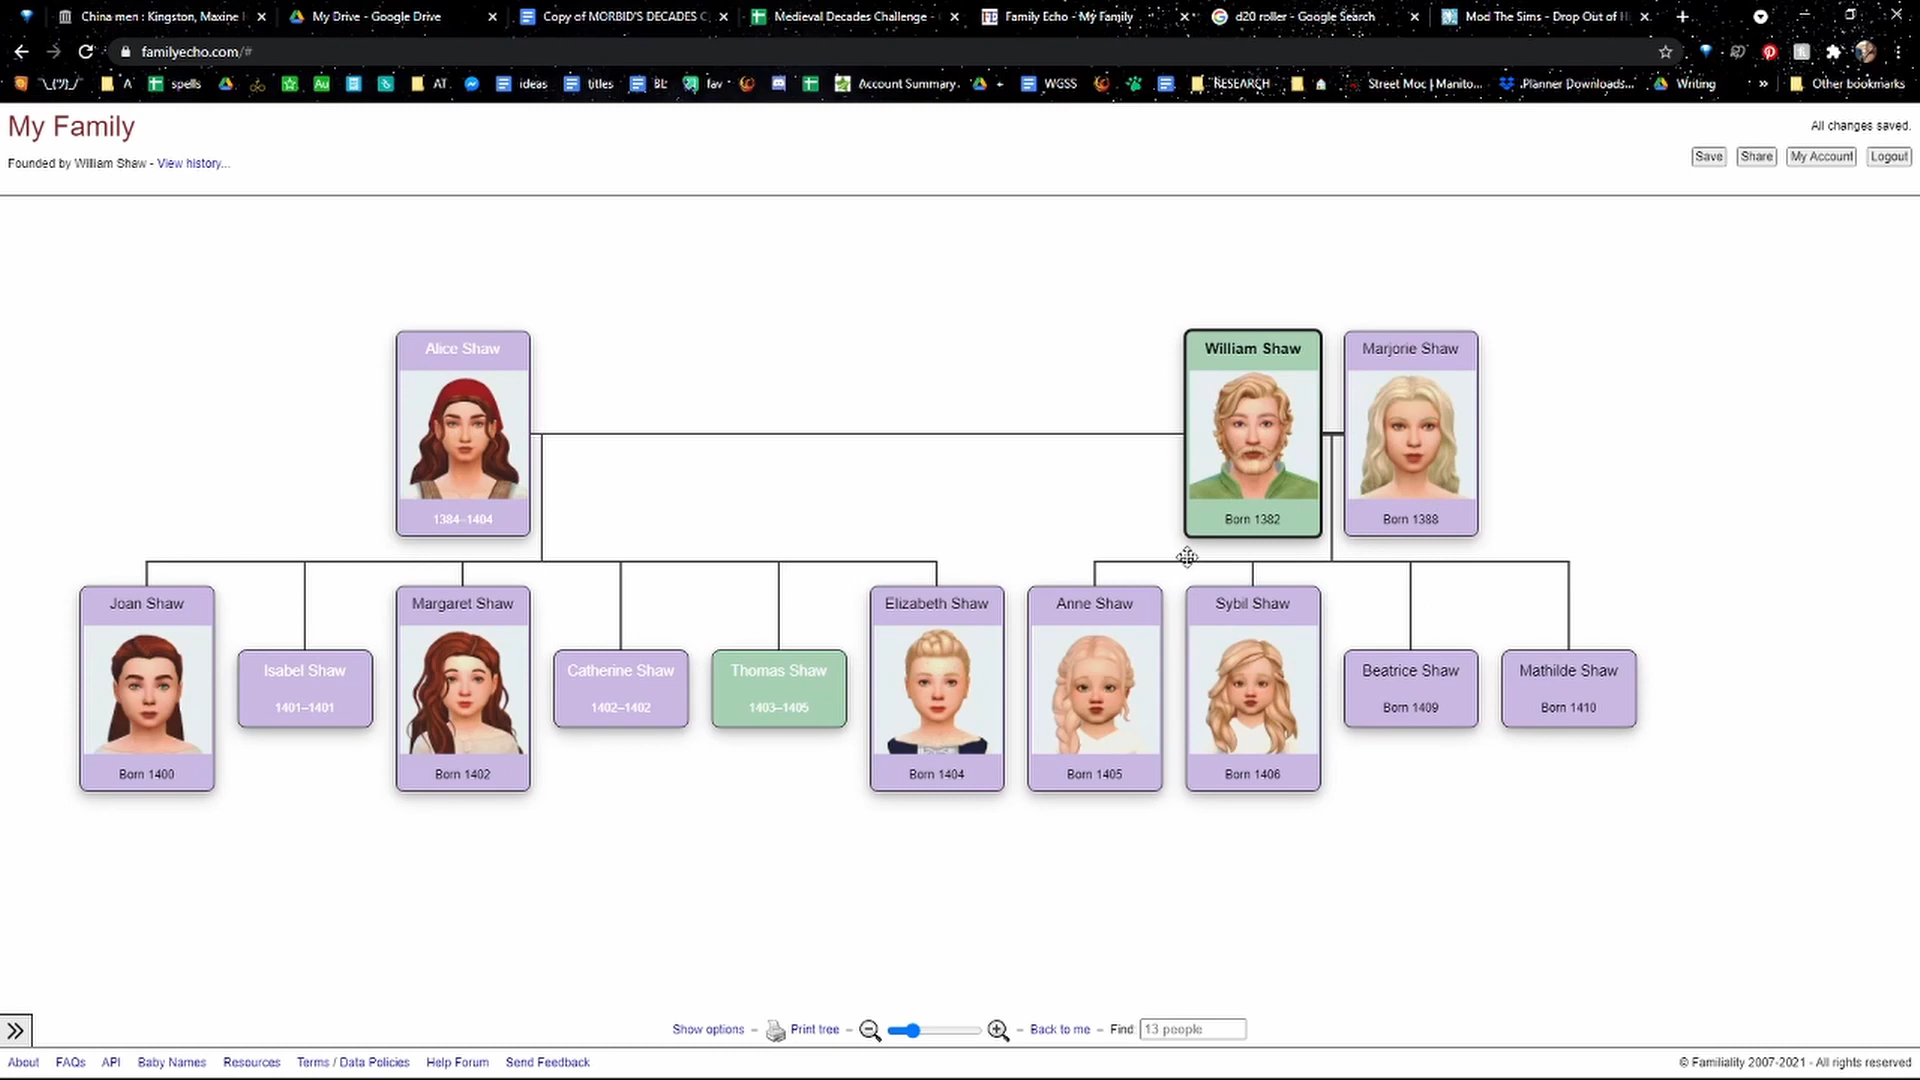 China men : Kingston, Maxine H
My Drive - Google Drive
Copy of MORBID'S DECADES C
Medieval Decades Challenge -
Family Echo - My Family
d20 roller - Google Search
Mod The Sims - Drop Out of H
familyecho.com/#
¯\_(ツ)_/¯
A
spells
Au
AT
ideas
titles
BL
fav
Account Summary
+
WGSS
RESEARCH
Street Moc | Manito...
Planner Downloads...
Writing
»
Other bookmarks
My Family
All changes saved.
Founded by William Shaw - View history...
Save
Share
My Account
Logout
Alice Shaw
1384–1404
William Shaw
Born 1382
Marjorie Shaw
Born 1388
Joan Shaw
Born 1400
Isabel Shaw
1401–1401
Margaret Shaw
Born 1402
Catherine Shaw
1402–1402
Thomas Shaw
1403–1405
Elizabeth Shaw
Born 1404
Anne Shaw
Born 1405
Sybil Shaw
Born 1406
Beatrice Shaw
Born 1409
Mathilde Shaw
Born 1410
Show options – Print tree – – Back to me – Find: 13 people
About FAQs API Baby Names Resources Terms / Data Policies Help Forum Send Feedback
© Familiality 2007-2021 - All rights reserved